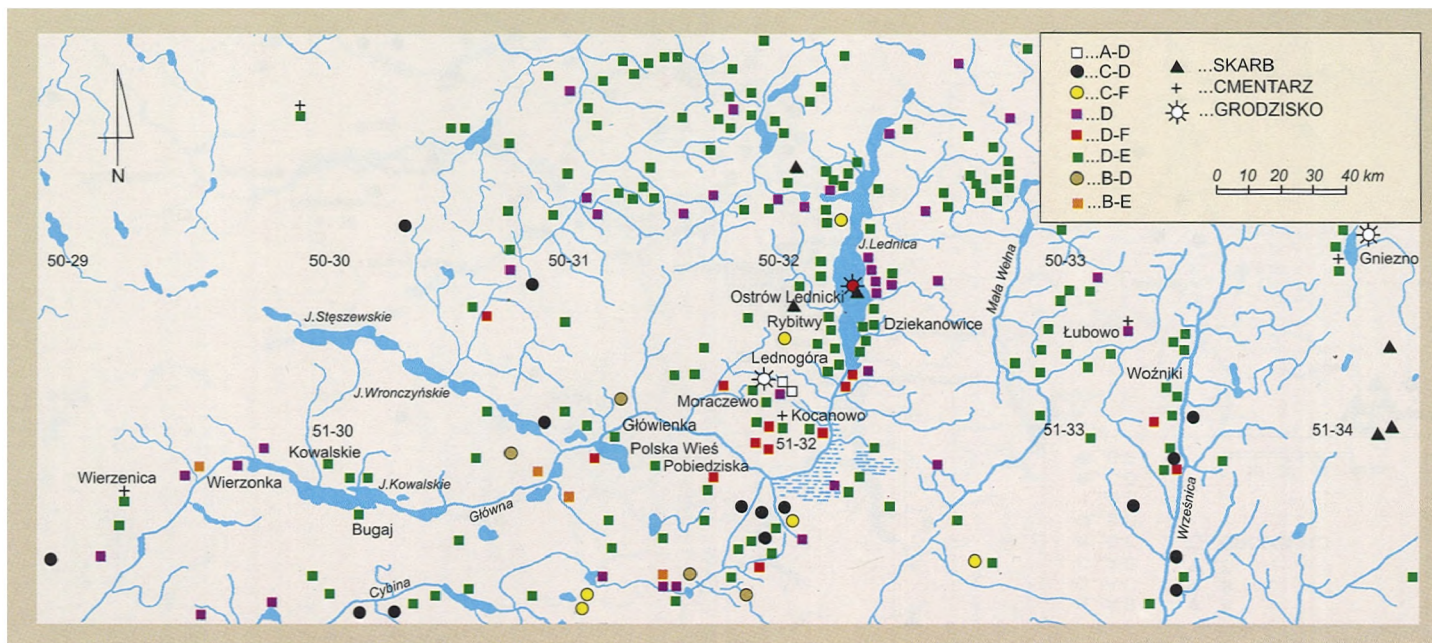 ...A-D
...C-D
...C-F
...D
...D-F
...D-E
...B-D
...B-E
...SKARB
...CMENTARZ
...GRODZISKO
0 10 20 30 40 km
N
50-29
50-30
50-31
50-32
50-33
J.Lednica
Mała Wełna
Gniezno
Ostrów Lednicki
Rybitwy
Dziekanowice
J.Stęszewskie
Łubowo
Lednogóra
Woźniki
J.Wronczyńskie
Moraczewo
Kocanowo
Główienka
51-30
51-32
51-33
51-34
Kowalskie
Polska Wieś
Pobiedziska
Wierzenica
Wierzonka
J.Kowalskie
Główna
Bugaj
Wrześnica
Cybina